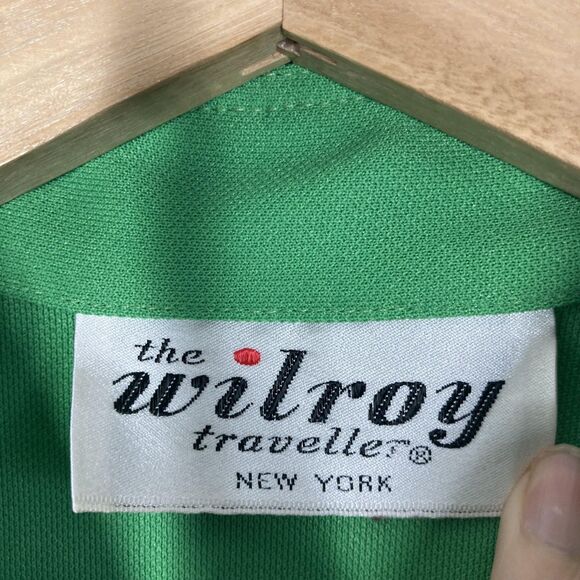 the
wilroy
traveller®
NEW YORK